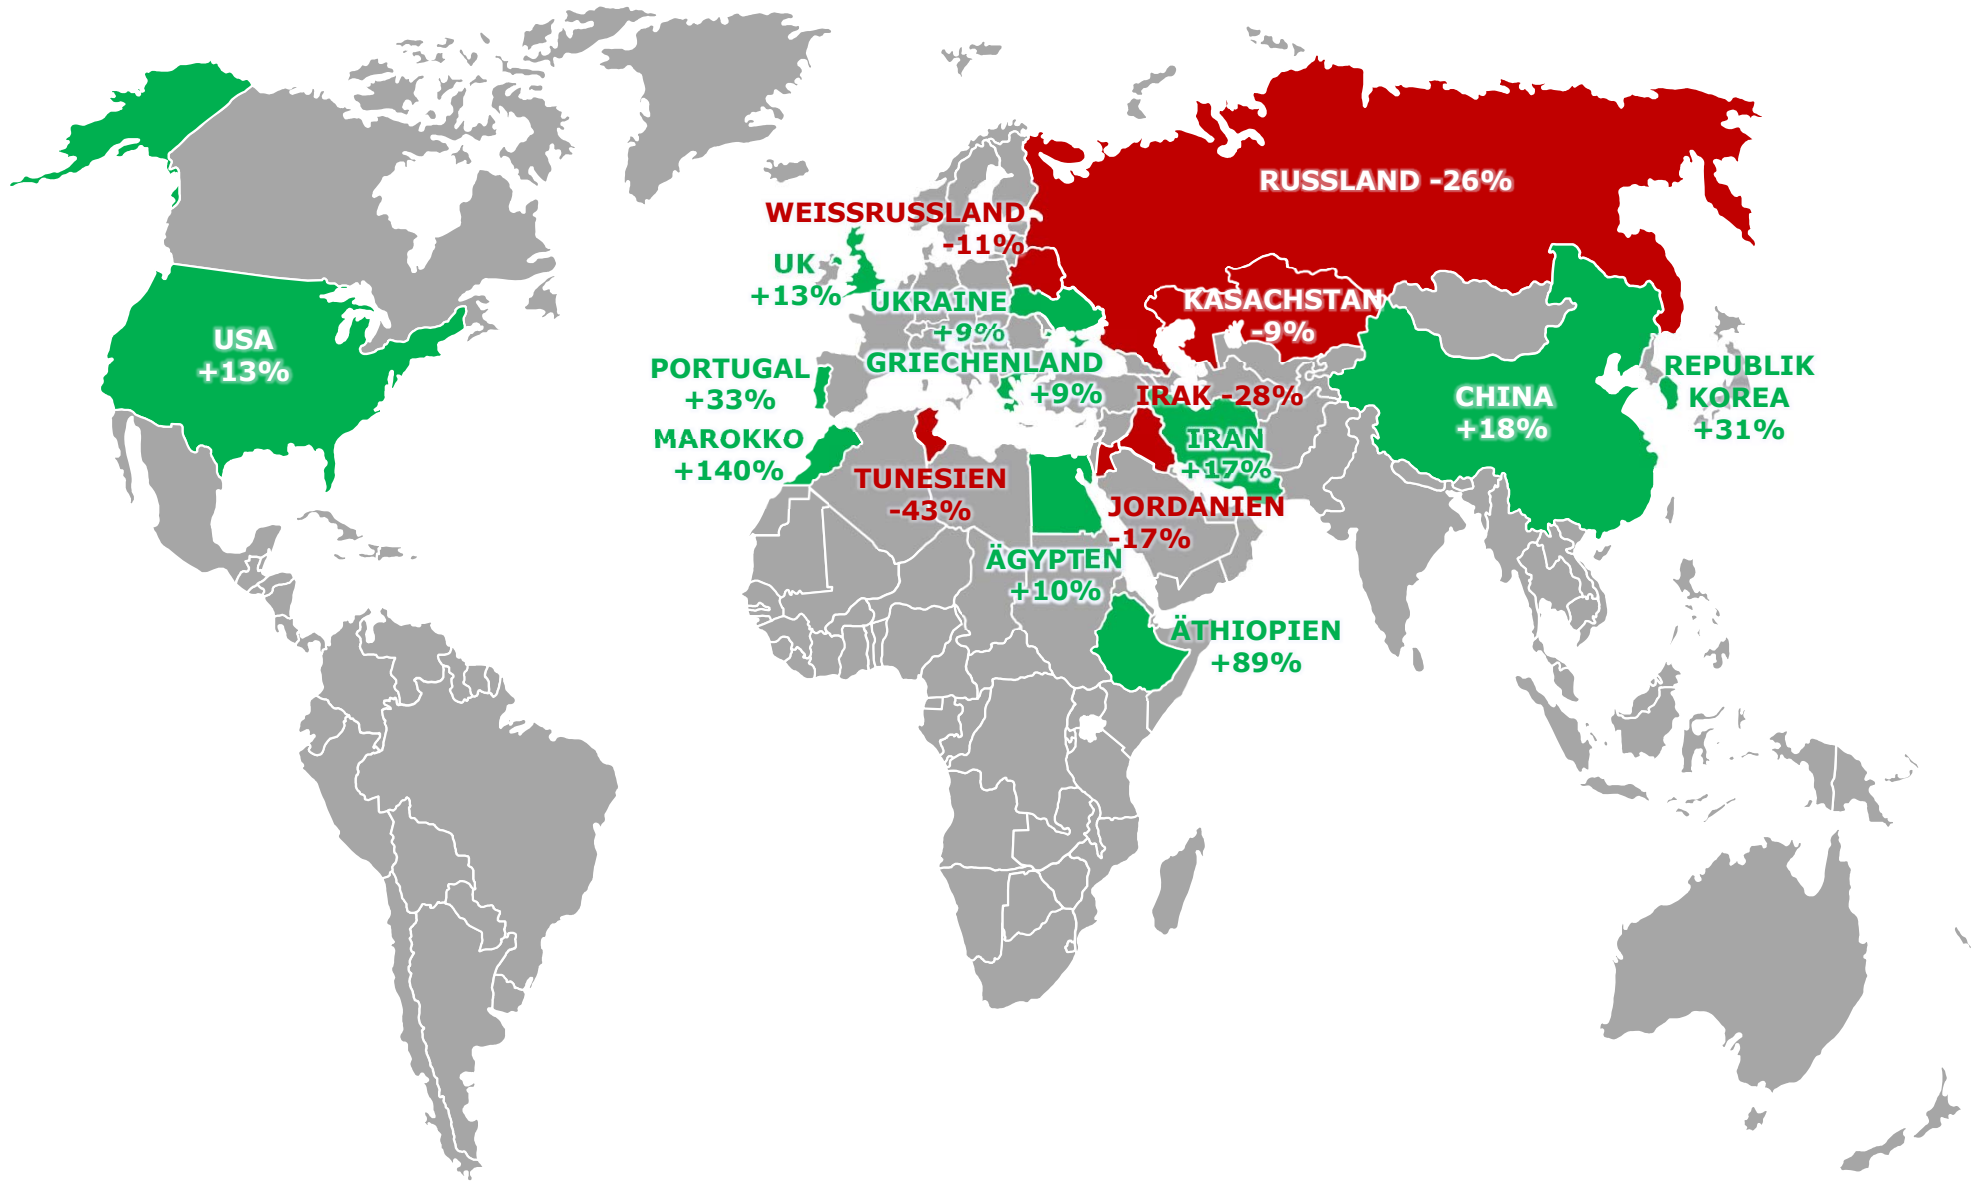 RUSSLAND -26%
WEISSRUSSLAND
-11%
UK
+13%
UKRAINE
+9%
KASACHSTAN
-9%
USA
+13%
PORTUGAL
+33%
GRIECHENLAND
+9%
IRAK -28%
CHINA
+18%
REPUBLIK
KOREA
+31%
MAROKKO
+140%
IRAN
+17%
TUNESIEN
-43%
JORDANIEN
-17%
ÄGYPTEN
+10%
ÄTHIOPIEN
+89%